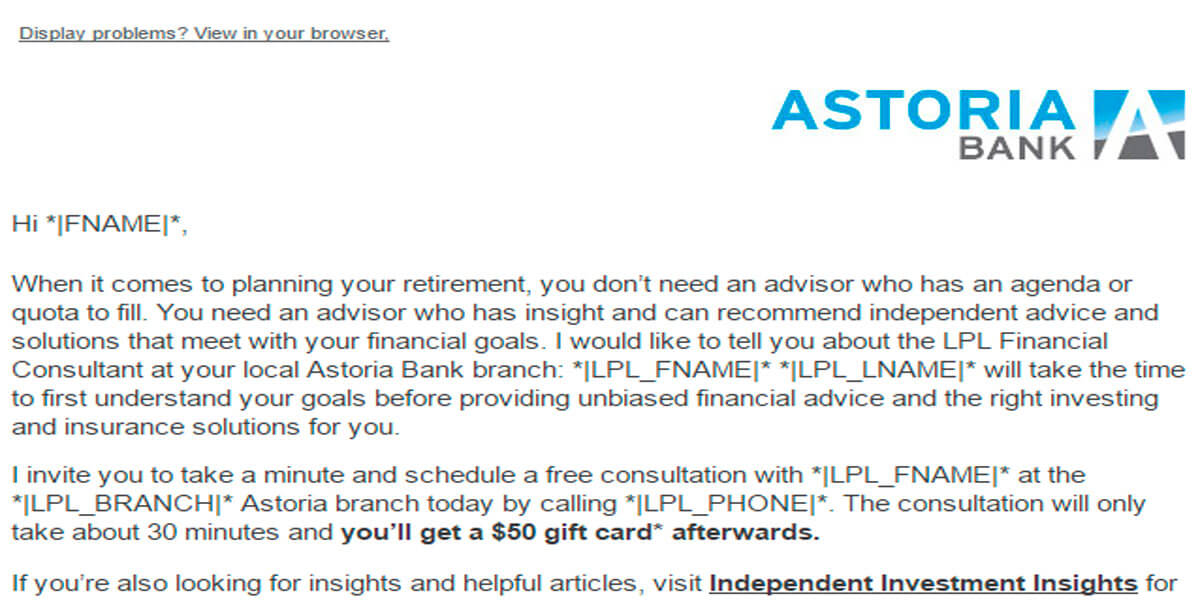 Display problems? View in your browser.
ASTORIA
BANK
Hi *|FNAME|*,
When it comes to planning your retirement, you don’t need an advisor who has an agenda or
quota to fill. You need an advisor who has insight and can recommend independent advice and
solutions that meet with your financial goals. I would like to tell you about the LPL Financial
Consultant at your local Astoria Bank branch: *|LPL_FNAME|* *|LPL_LNAME|* will take the time
to first understand your goals before providing unbiased financial advice and the right investing
and insurance solutions for you.
I invite you to take a minute and schedule a free consultation with *|LPL_FNAME|* at the
*|LPL_BRANCH|* Astoria branch today by calling *|LPL_PHONE|*. The consultation will only
take about 30 minutes and you’ll get a $50 gift card* afterwards.
If you’re also looking for insights and helpful articles, visit Independent Investment Insights for